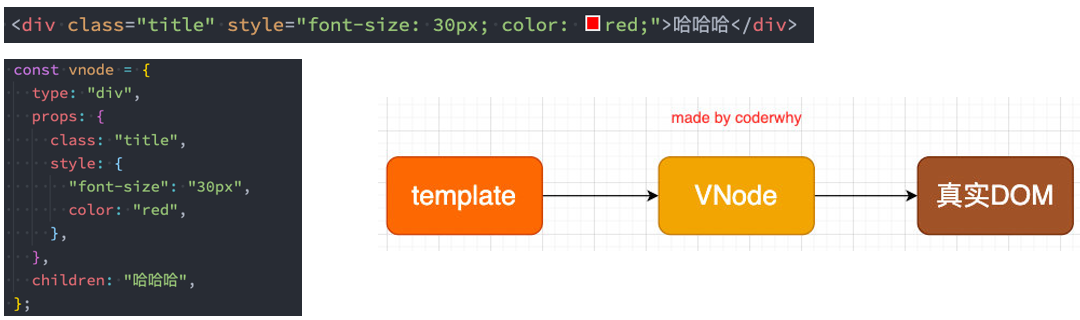 <div class="title" style="font-size: 30px; color: red;">哈哈哈</div>
const vnode = {
  type: "div",
  props: {
    class: "title",
    style: {
      "font-size": "30px",
      color: "red",
    },
  },
  children: "哈哈哈",
};
made by coderwhy
template
VNode
真实DOM